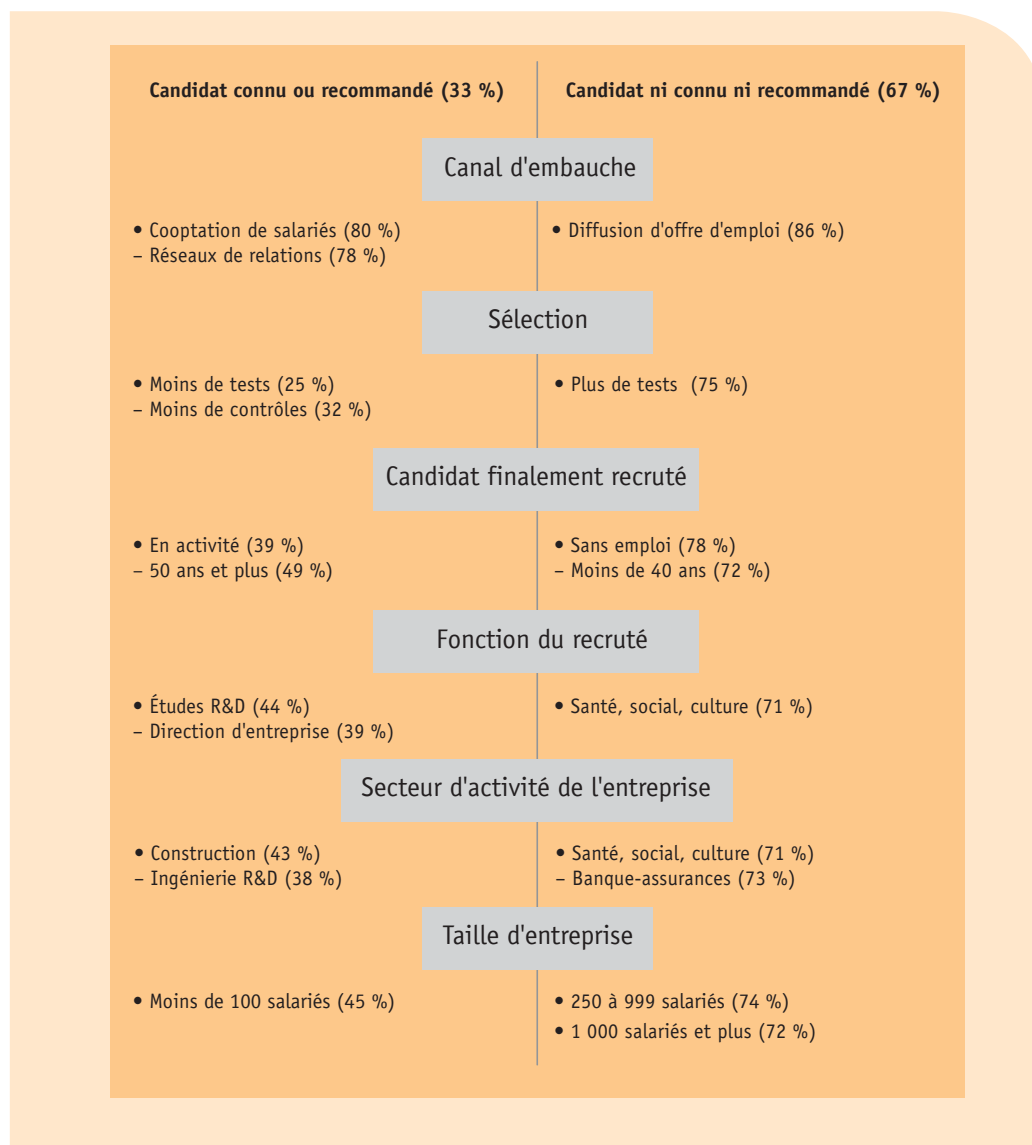 Candidat connu ou recommandé (33 %)
Candidat ni connu ni recommandé (67 %)
Canal d'embauche
• Cooptation de salariés (80 %)
– Réseaux de relations (78 %)
• Diffusion d'offre d'emploi (86 %)
Sélection
• Moins de tests (25 %)
– Moins de contrôles (32 %)
• Plus de tests (75 %)
Candidat finalement recruté
• En activité (39 %)
– 50 ans et plus (49 %)
• Sans emploi (78 %)
– Moins de 40 ans (72 %)
Fonction du recruté
• Études R&D (44 %)
– Direction d'entreprise (39 %)
• Santé, social, culture (71 %)
Secteur d'activité de l'entreprise
• Construction (43 %)
– Ingénierie R&D (38 %)
• Santé, social, culture (71 %)
– Banque-assurances (73 %)
Taille d'entreprise
• Moins de 100 salariés (45 %)
• 250 à 999 salariés (74 %)
• 1 000 salariés et plus (72 %)